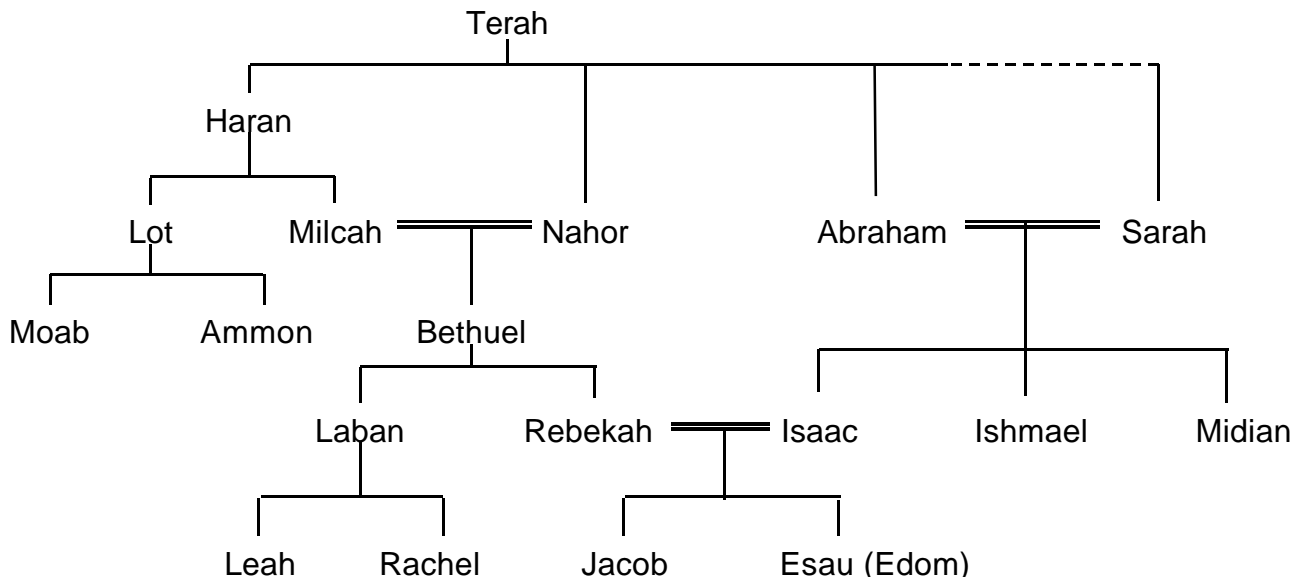 Terah
Haran
Lot Milcah Nahor Abraham Sarah
Moab Ammon Bethuel
Laban Rebekah Isaac Ishmael Midian
Leah Rachel Jacob Esau (Edom)